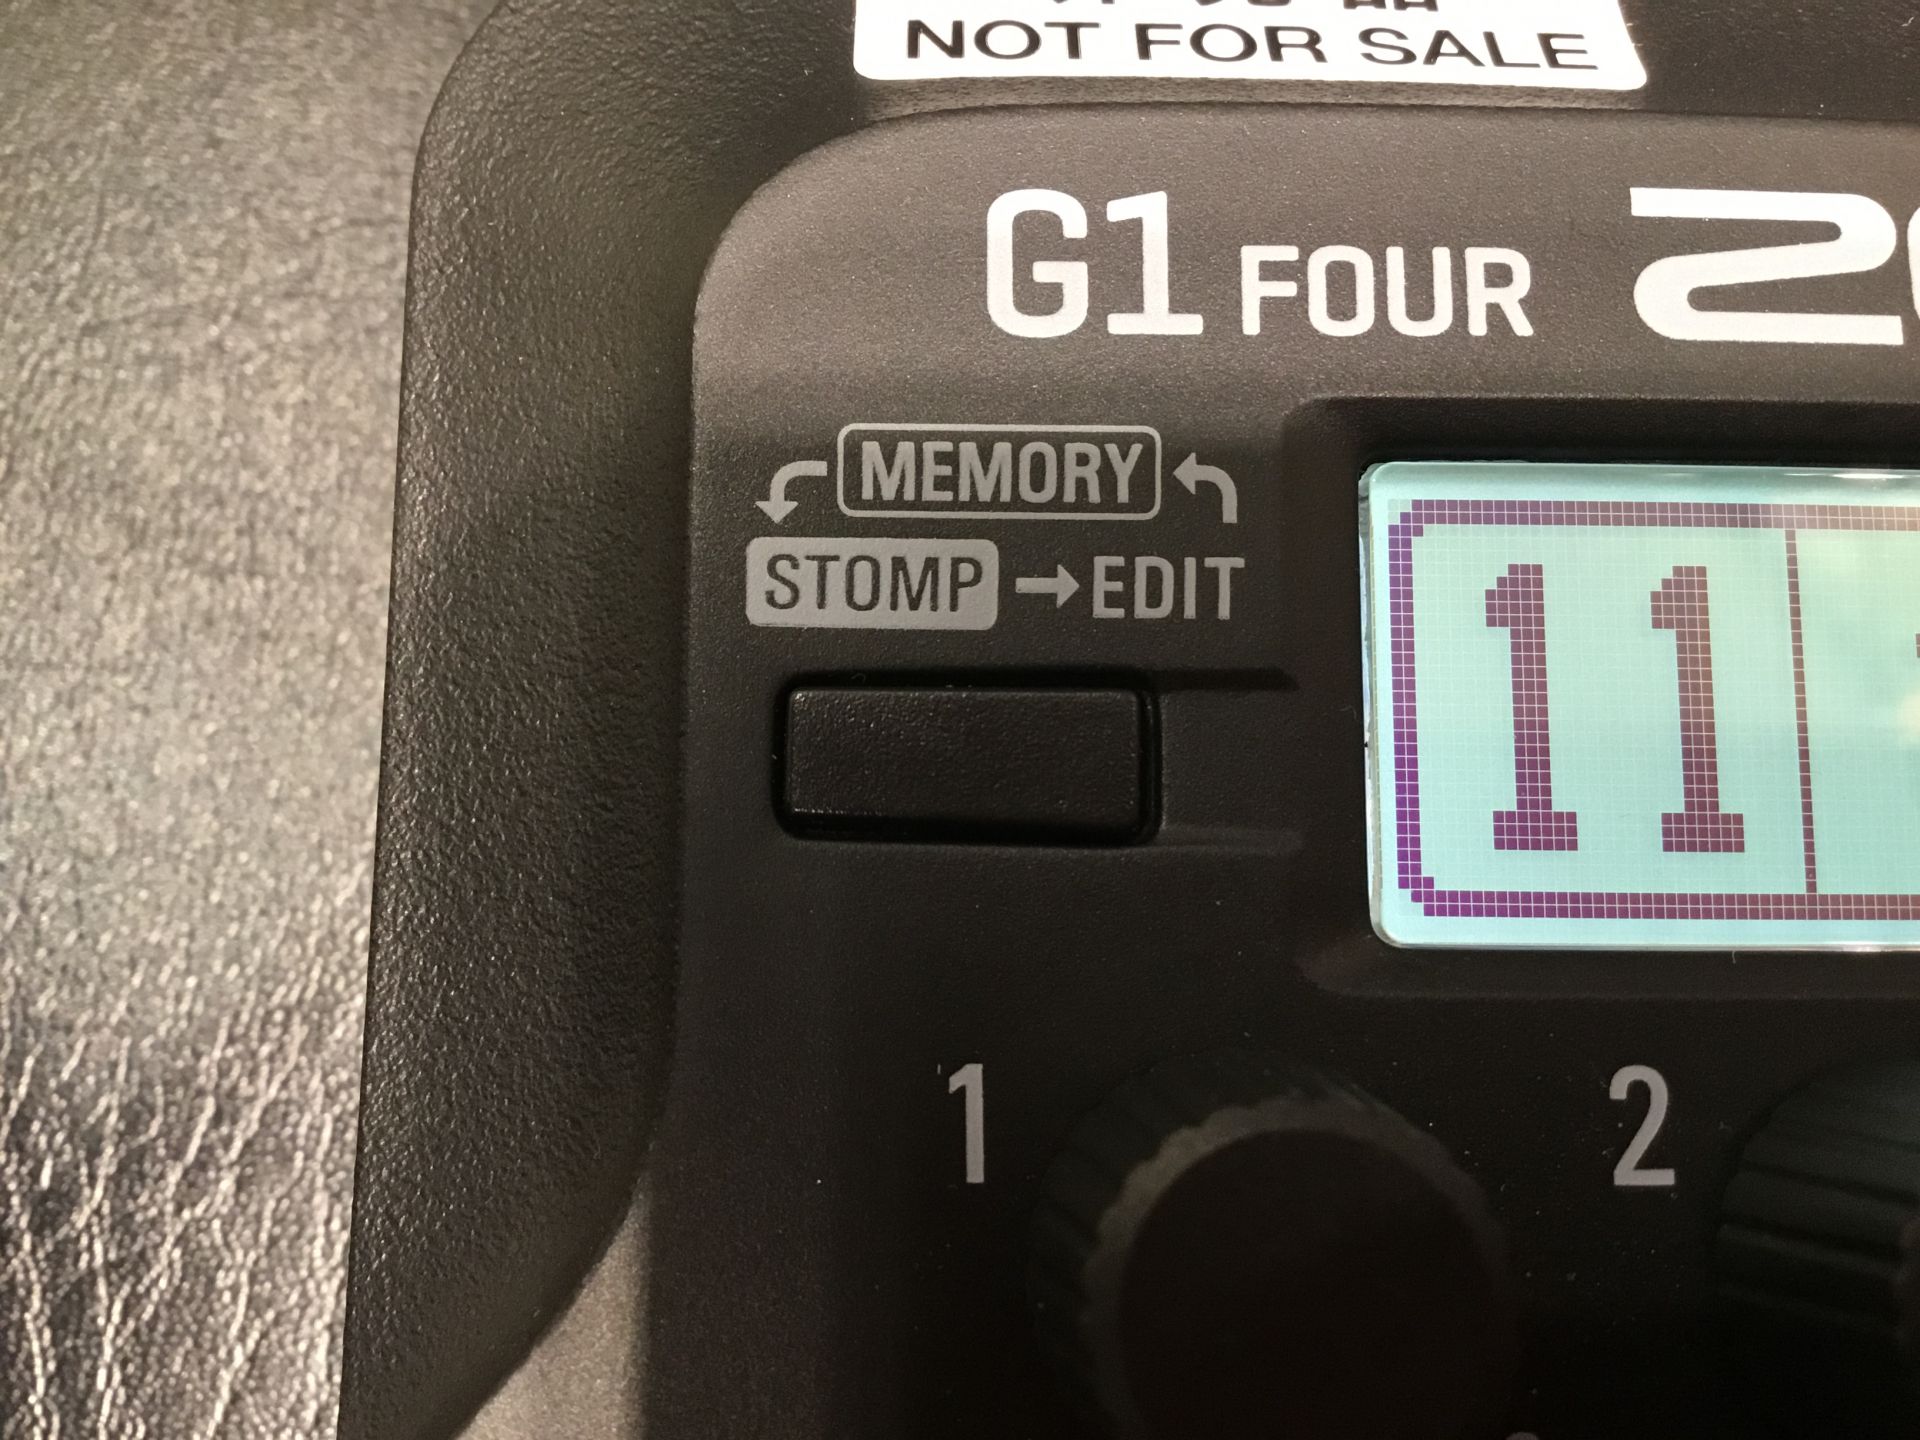 NOT FOR SALE
G1 FOUR
MEMORY
STOMP → EDIT
11
1
2